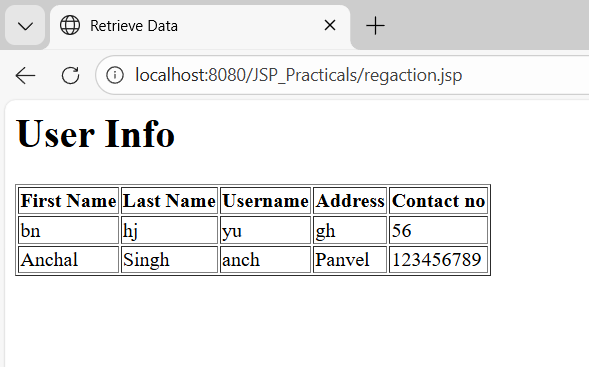 Retrieve Data
localhost:8080/JSP_Practicals/regaction.jsp
User Info
First Name Last Name Username Address Contact no
bn hj yu gh 56
Anchal Singh anch Panvel 123456789